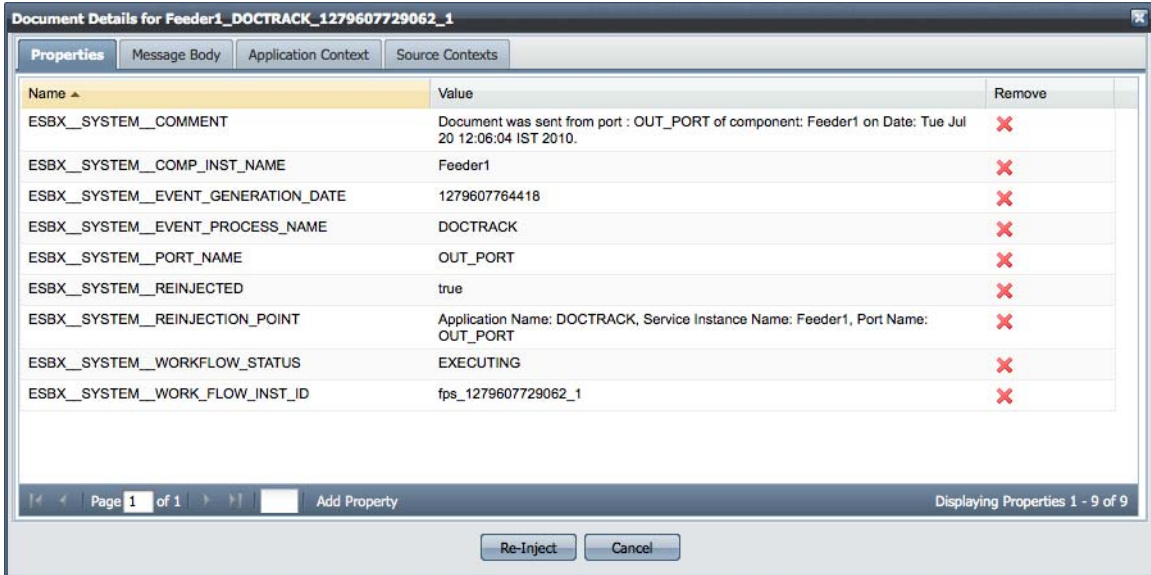 Document Details for Feeder1_DOCTRACK_1279607729062_1
Properties Message Body Application Context Source Contexts
Name Value Remove
ESBX__SYSTEM__COMMENT Document was sent from port : OUT_PORT of component: Feeder1 on Date: Tue Jul
20 12:06:04 IST 2010.
ESBX__SYSTEM__COMP_INST_NAME Feeder1
ESBX__SYSTEM__EVENT_GENERATION_DATE 1279607764418
ESBX__SYSTEM__EVENT_PROCESS_NAME DOCTRACK
ESBX__SYSTEM__PORT_NAME OUT_PORT
ESBX__SYSTEM__REINJECTED true
ESBX__SYSTEM__REINJECTION_POINT Application Name: DOCTRACK, Service Instance Name: Feeder1, Port Name:
OUT_PORT
ESBX__SYSTEM__WORKFLOW_STATUS EXECUTING
ESBX__SYSTEM__WORK_FLOW_INST_ID fps_1279607729062_1
Page 1 of 1 Add Property Displaying Properties 1 - 9 of 9
Re-Inject Cancel